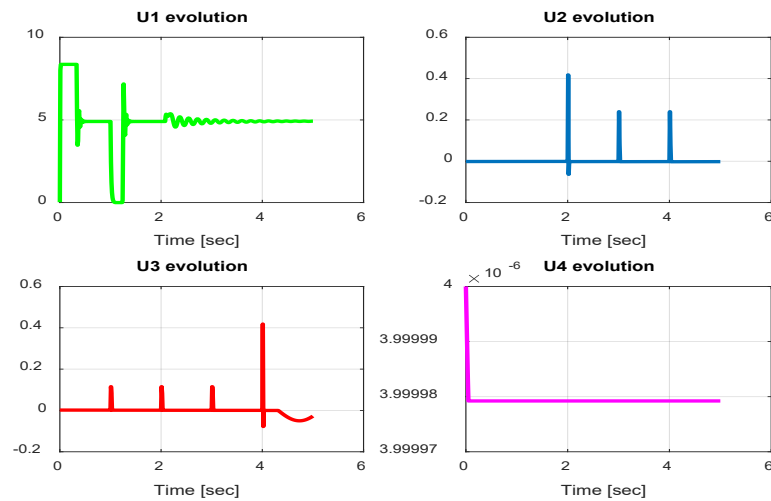 U1 evolution
10
5
0
0 2 4 6
Time [sec]
U2 evolution
0.6
0.4
0.2
0
-0.2
0 2 4 6
Time [sec]
U3 evolution
0.6
0.4
0.2
0
-0.2
0 2 4 6
Time [sec]
U4 evolution
× 10 -6
4
3.99999
3.99998
3.99997
0 2 4 6
Time [sec]